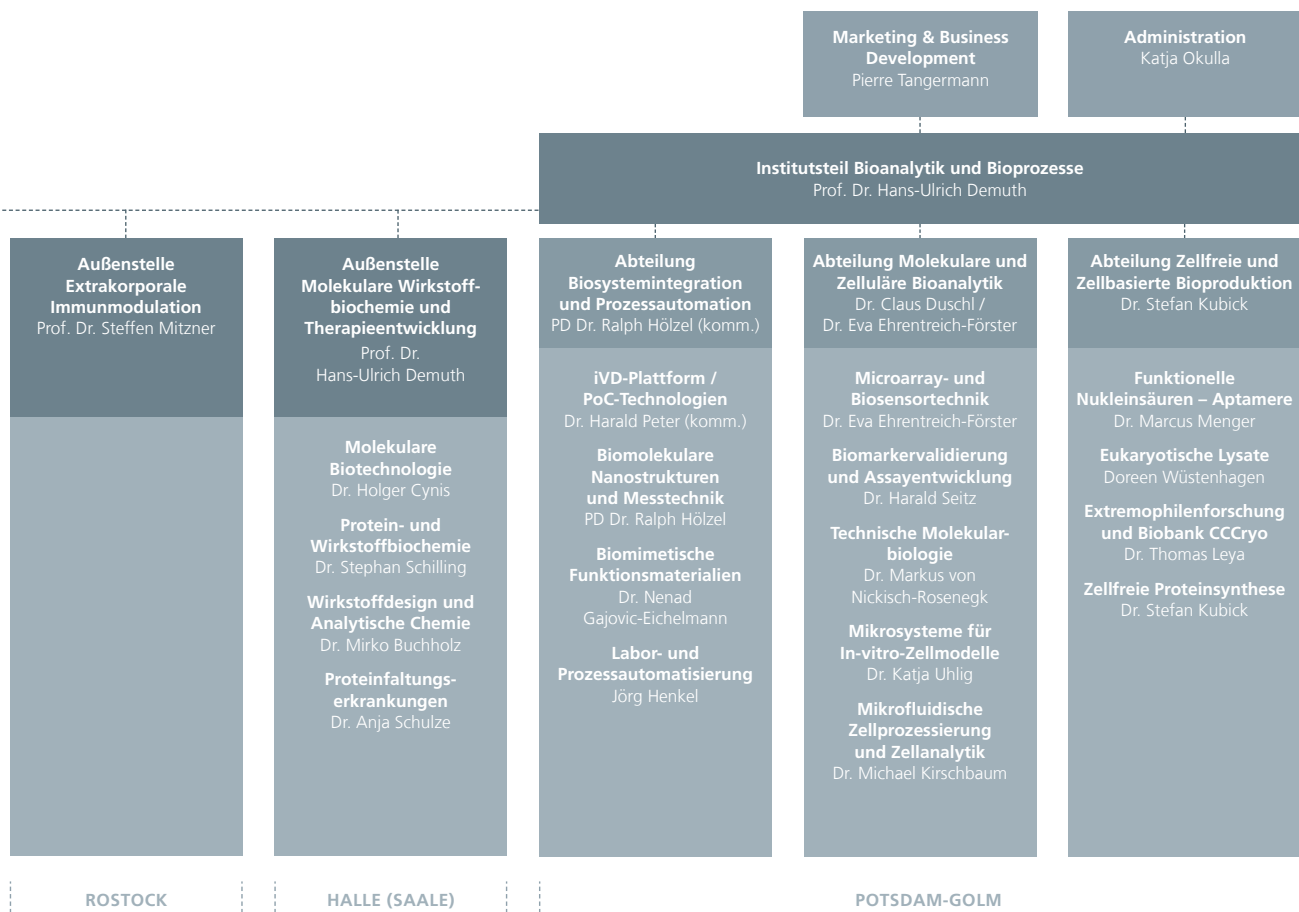 Marketing & Business
Development
Pierre Tangermann
Administration
Katja Okulla
Institutsteil Bioanalytik und Bioprozesse
Prof. Dr. Hans-Ulrich Demuth
Außenstelle
Extrakorporale
Immunmodulation
Prof. Dr. Steffen Mitzner
Außenstelle
Molekulare Wirkstoff-
biochemie und
Therapieentwicklung
Prof. Dr.
Hans-Ulrich Demuth
Molekulare
Biotechnologie
Dr. Holger Cynis
Protein- und
Wirkstoffbiochemie
Dr. Stephan Schilling
Wirkstoffdesign und
Analytische Chemie
Dr. Mirko Buchholz
Proteinfaltungs-
erkrankungen
Dr. Anja Schulze
Abteilung
Biosystemintegration
und Prozessautomation
PD Dr. Ralph Hölzel (komm.)
iVD-Plattform /
PoC-Technologien
Dr. Harald Peter (komm.)
Biomolekulare
Nanostrukturen
und Messtechnik
PD Dr. Ralph Hölzel
Biomimetische
Funktionsmaterialien
Dr. Nenad
Gajovic-Eichelmann
Labor- und
Prozessautomatisierung
Jörg Henkel
Abteilung Molekulare und
Zelluläre Bioanalytik
Dr. Claus Duschl /
Dr. Eva Ehrentreich-Förster
Microarray- und
Biosensortechnik
Dr. Eva Ehrentreich-Förster
Biomarkervalidierung
und Assayentwicklung
Dr. Harald Seitz
Technische Molekular-
biologie
Dr. Markus von
Nickisch-Rosenegk
Mikrosysteme für
In-vitro-Zellmodelle
Dr. Katja Uhlig
Mikrofluidische
Zellprozessierung
und Zellanalytik
Dr. Michael Kirschbaum
Abteilung Zellfreie und
Zellbasierte Bioproduktion
Dr. Stefan Kubick
Funktionelle
Nukleinsäuren – Aptamere
Dr. Marcus Menger
Eukaryotische Lysate
Doreen Wüstenhagen
Extremophilenforschung
und Biobank CCCryo
Dr. Thomas Leya
Zellfreie Proteinsynthese
Dr. Stefan Kubick
ROSTOCK
HALLE (SAALE)
POTSDAM-GOLM